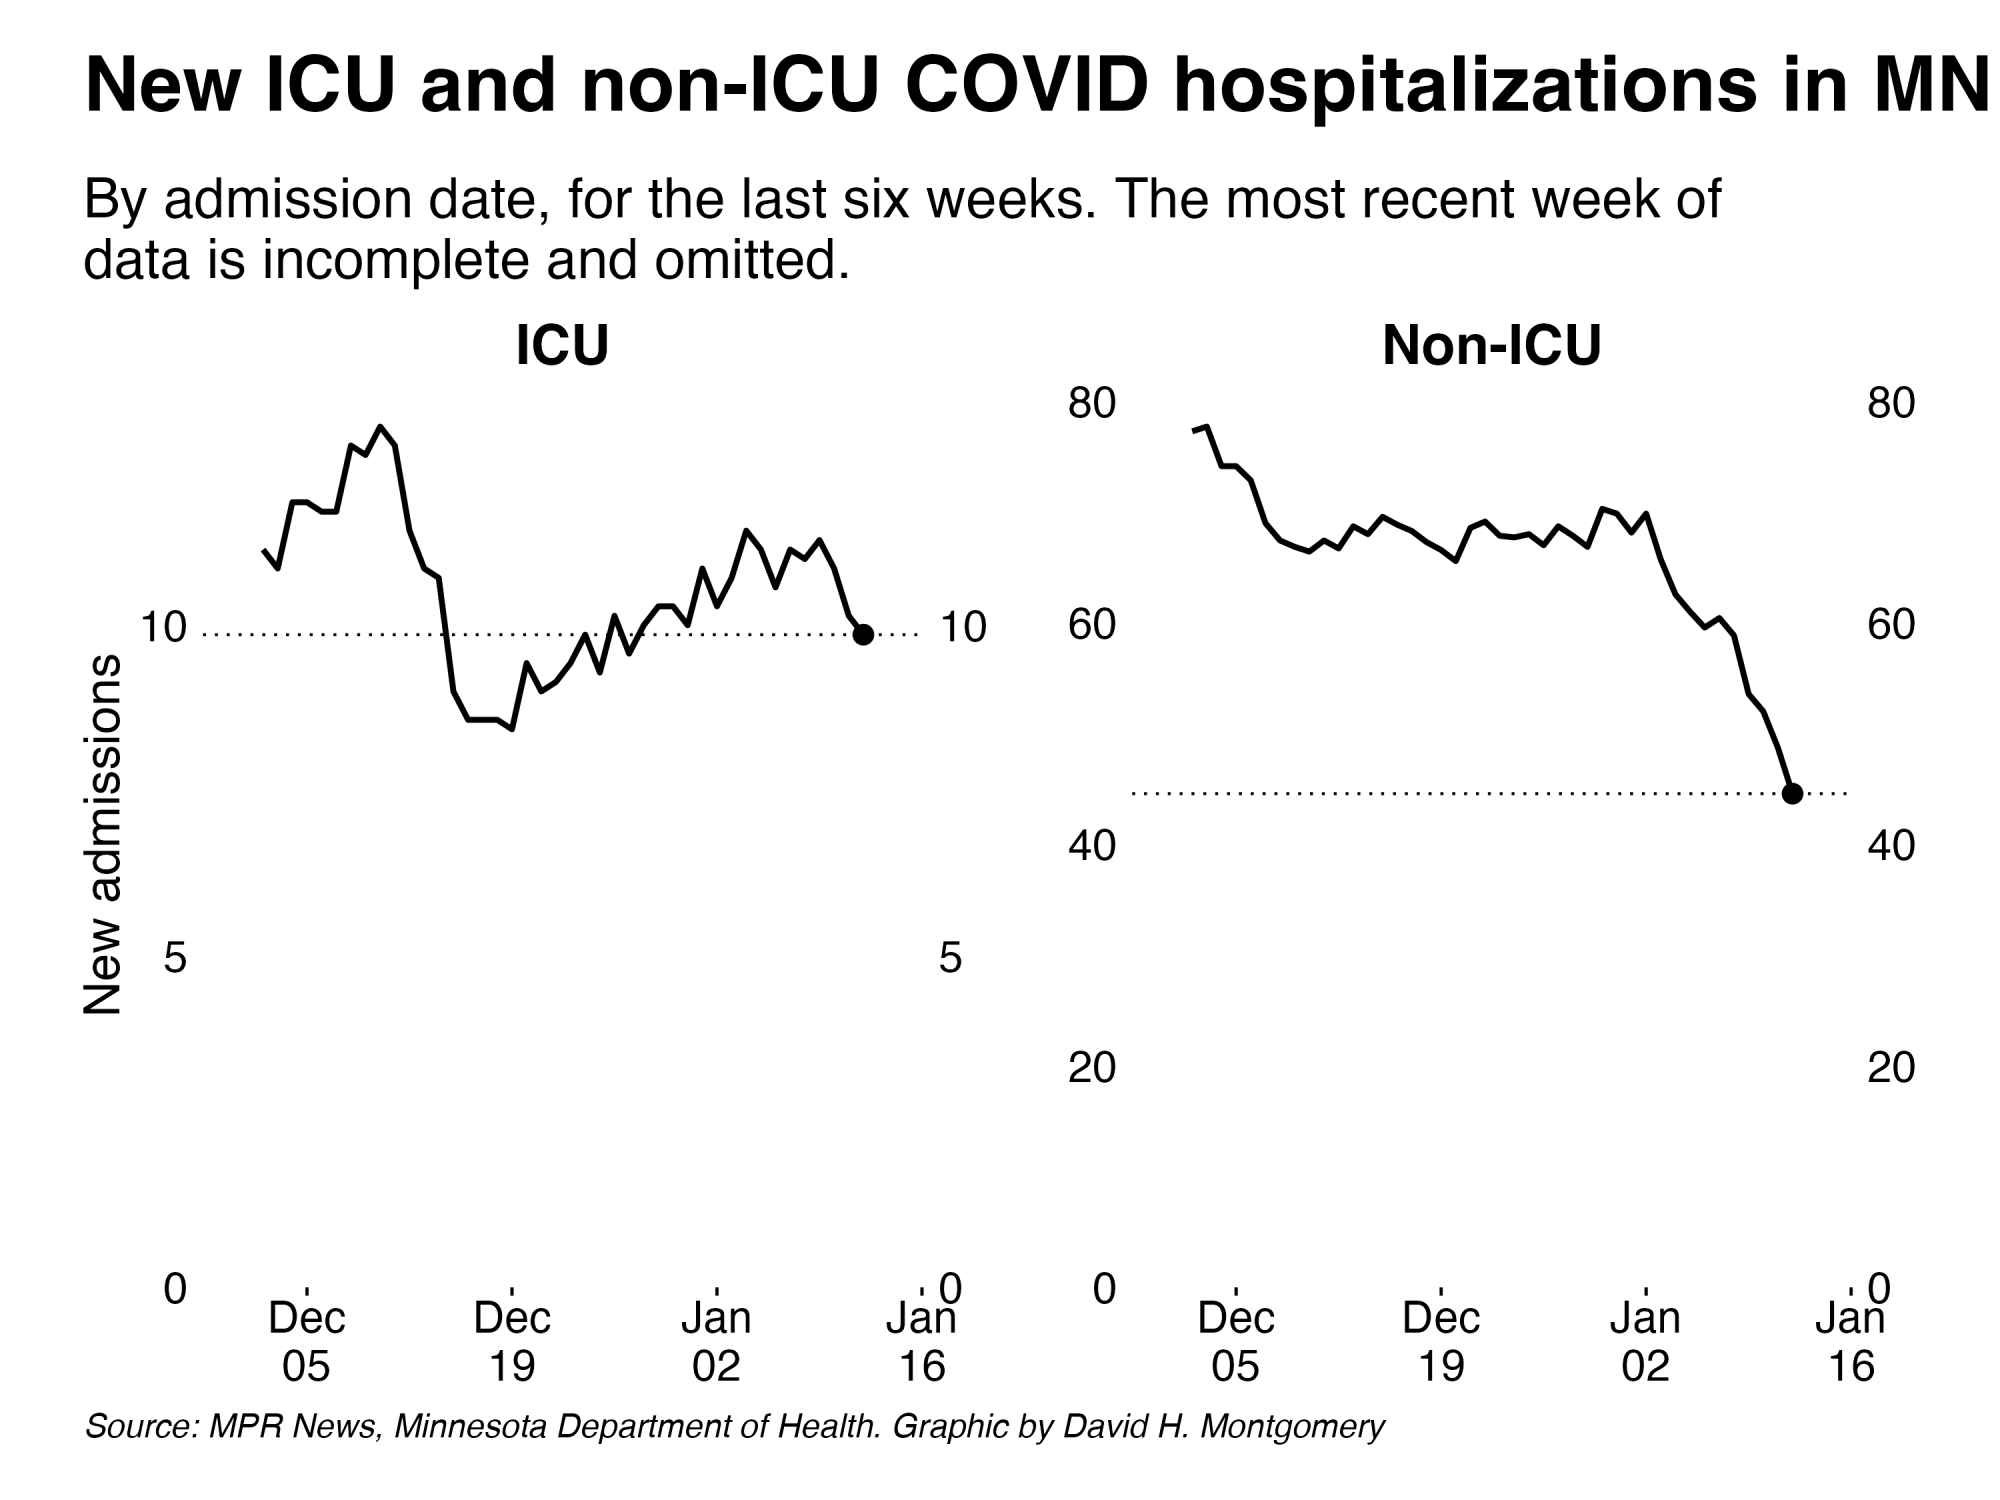 New ICU and non-ICU COVID hospitalizations in MN
By admission date, for the last six weeks. The most recent week of
data is incomplete and omitted.
ICU
New admissions
10
5
0
10
5
0
Dec
05
Dec
19
Jan
02
Jan
16
Non-ICU
80
60
40
20
0
80
60
40
20
0
Dec
05
Dec
19
Jan
02
Jan
16
Source: MPR News, Minnesota Department of Health. Graphic by David H. Montgomery